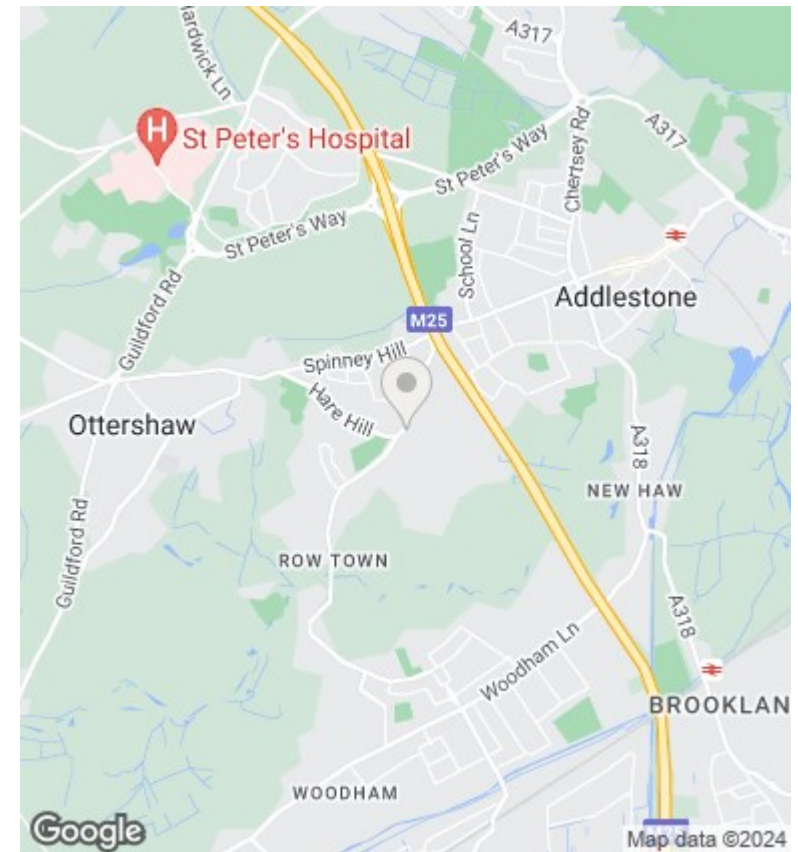 A317
Hardwick Ln
H
St Peter's Hospital
A317
St Peter's Way
Chertsey Rd
St Peter's Way
School Ln
Guildford Rd
Addlestone
M25
Spinney Hill
Hare Hill
Ottershaw
A318
NEW HAW
Guildford Rd
ROW TOWN
A318
Woodham Ln
BROOKLAN
WOODHAM
Google
M25
Map data ©2024